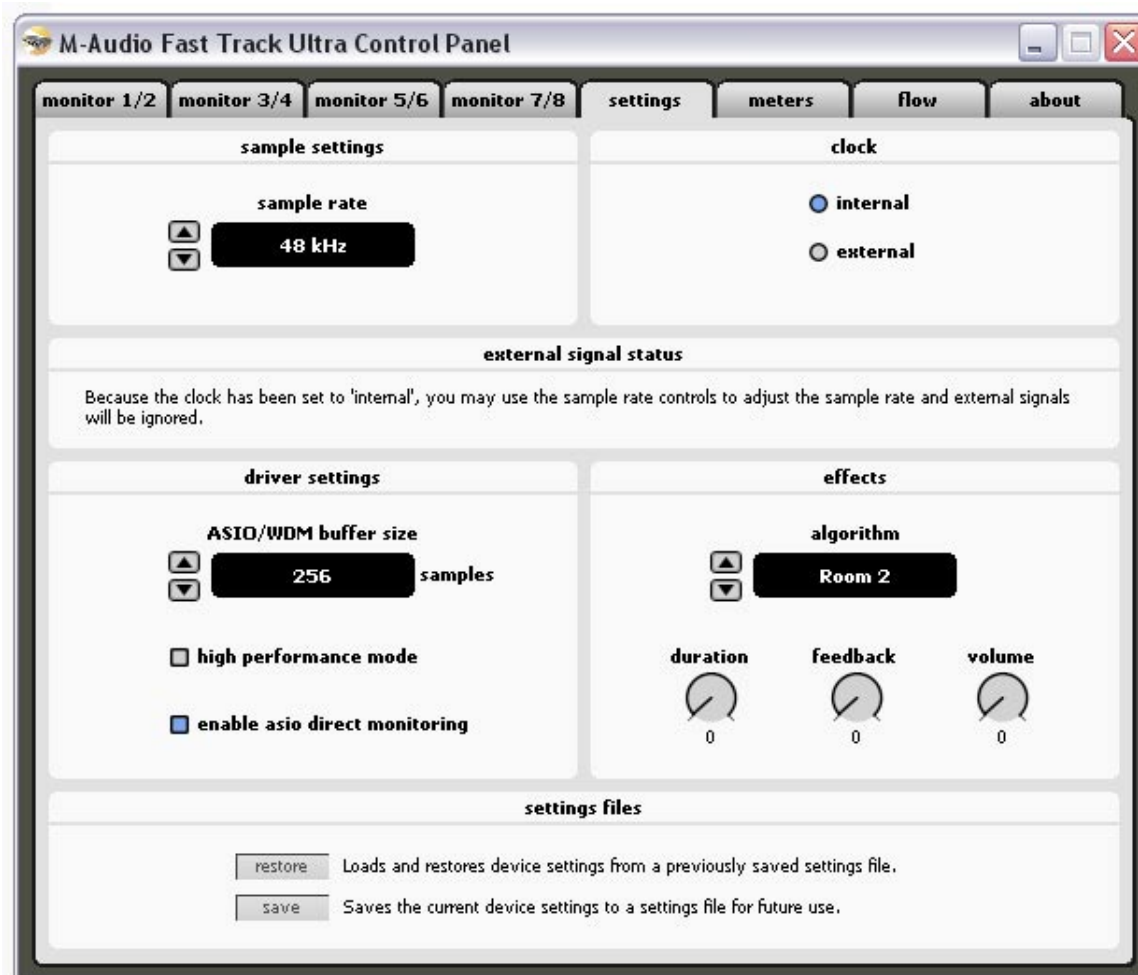 M-Audio Fast Track Ultra Control Panel
monitor 1/2 monitor 3/4 monitor 5/6 monitor 7/8 settings meters flow about
sample settings
sample rate
48 kHz
clock
internal
external
external signal status
Because the clock has been set to 'internal', you may use the sample rate controls to adjust the sample rate and external signals
will be ignored.
driver settings
ASIO/WDM buffer size
256 samples
high performance mode
enable asio direct monitoring
effects
algorithm
Room 2
duration feedback volume
0 0 0
settings files
restore Loads and restores device settings from a previously saved settings file.
save Saves the current device settings to a settings file for future use.